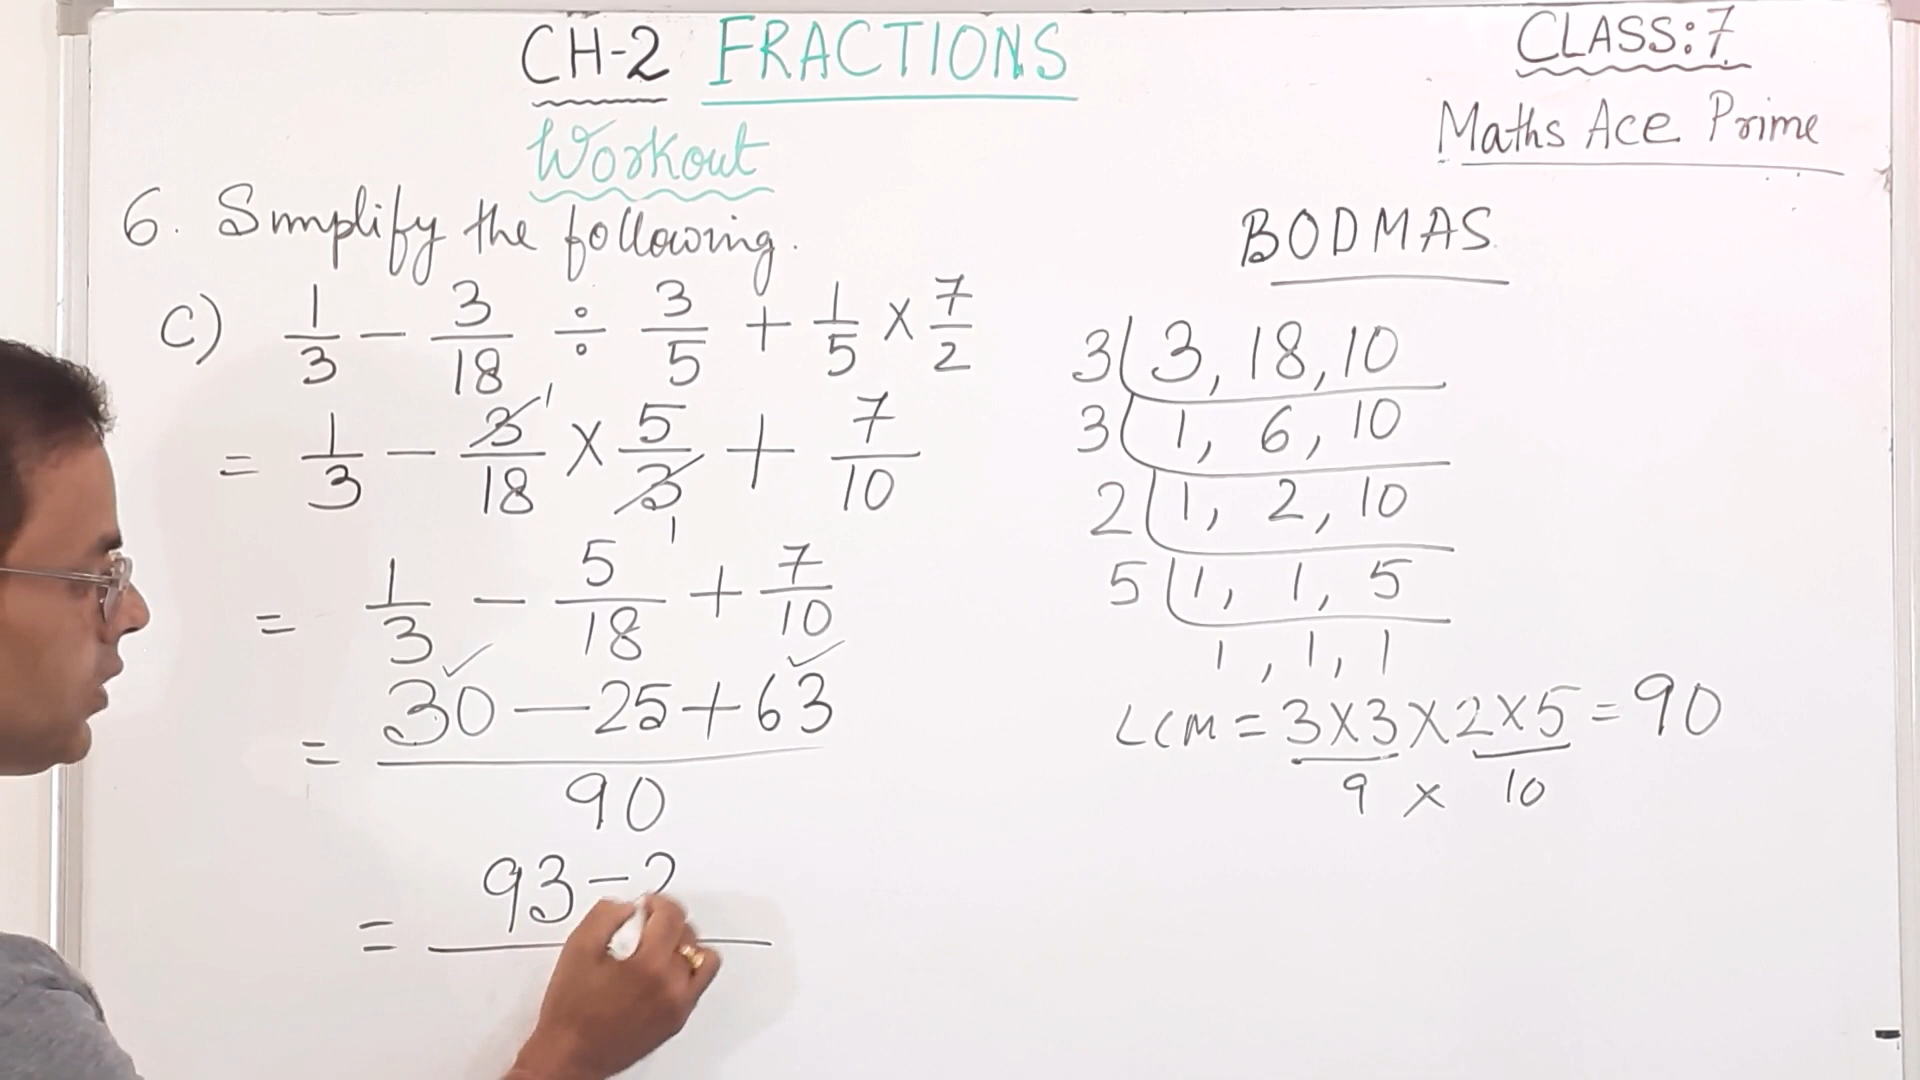 CH-2 FRACTIONS
CLASS: 7
Maths Ace Prime
Workout
6. Simplify the following.
BODMAS
C) 1/3 - 3/18 ÷ 3/5 + 1/5 × 7/2
= 1/3 - 3/18 × 5/3 + 7/10
1
1
= 1/3 - 5/18 + 7/10
= 30 - 25 + 63 / 90
= 93 - 2
3 | 3, 18, 10
3 | 1, 6, 10
2 | 1, 2, 10
5 | 1, 1, 5
1, 1, 1
LCM = 3×3×2×5 = 90
9 × 10